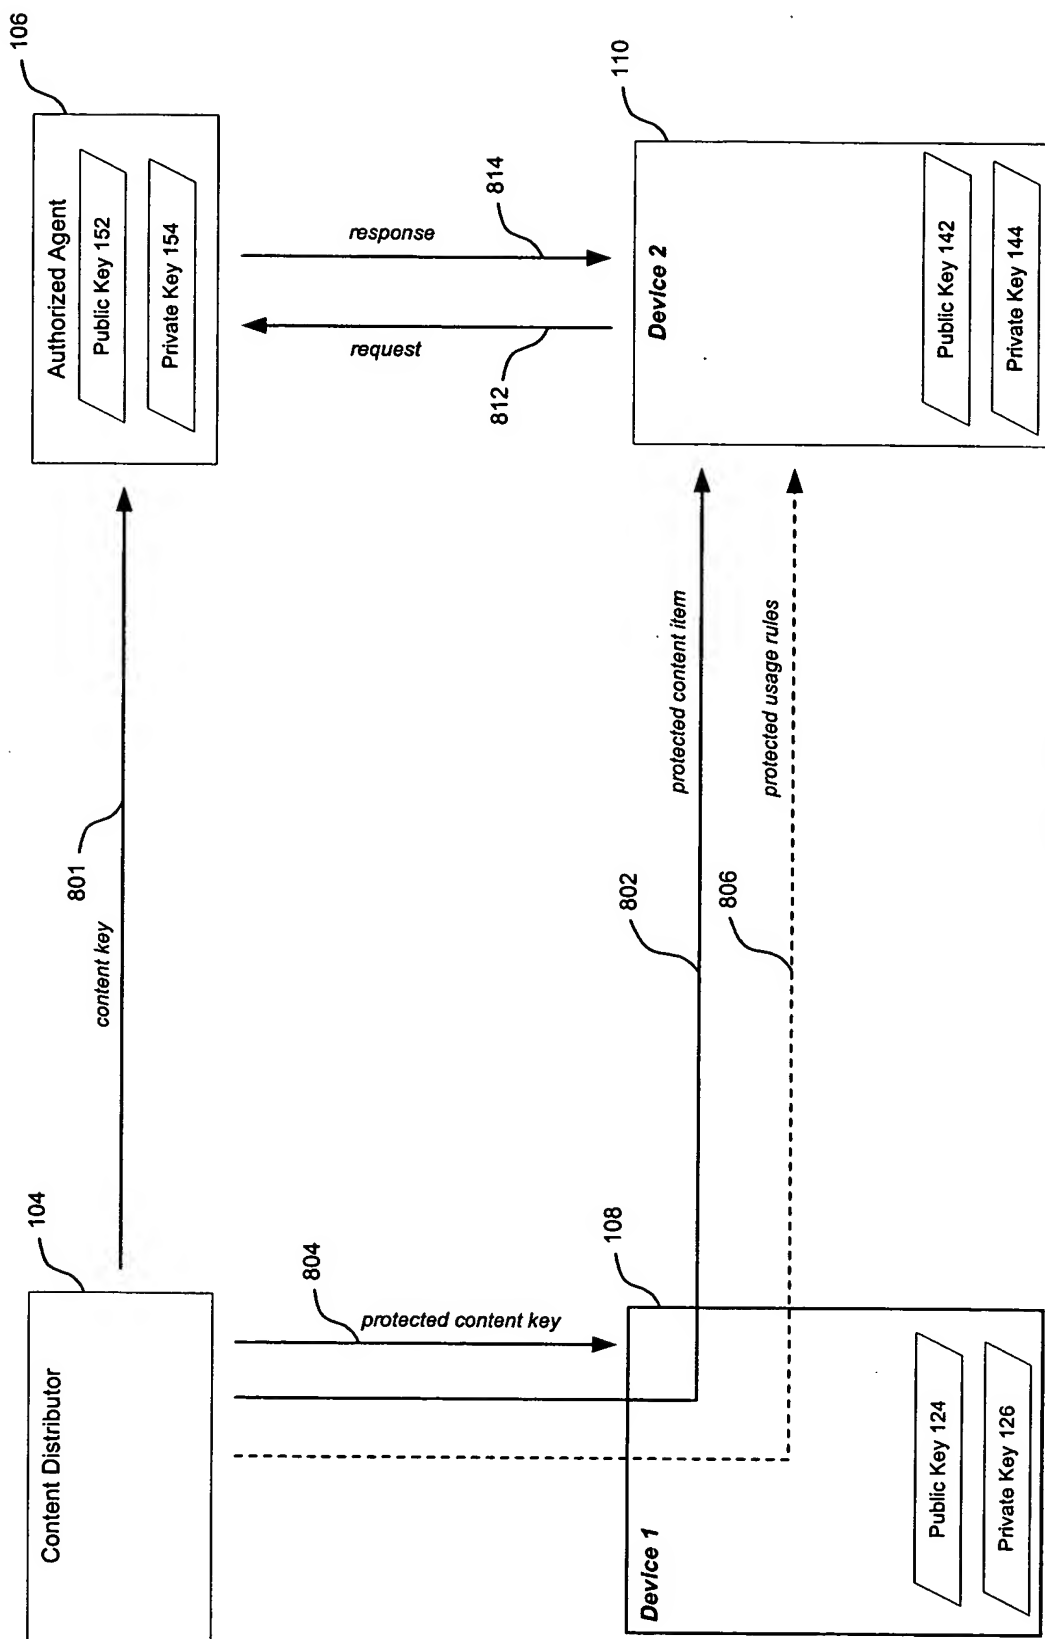 Content Distributor
104
801
content key
Authorized Agent
Public Key 152
Private Key 154
106
804
protected content key
812
request
response
814
Device 1
Public Key 124
Private Key 126
108
802
protected content item
806
protected usage rules
Device 2
Public Key 142
Private Key 144
110